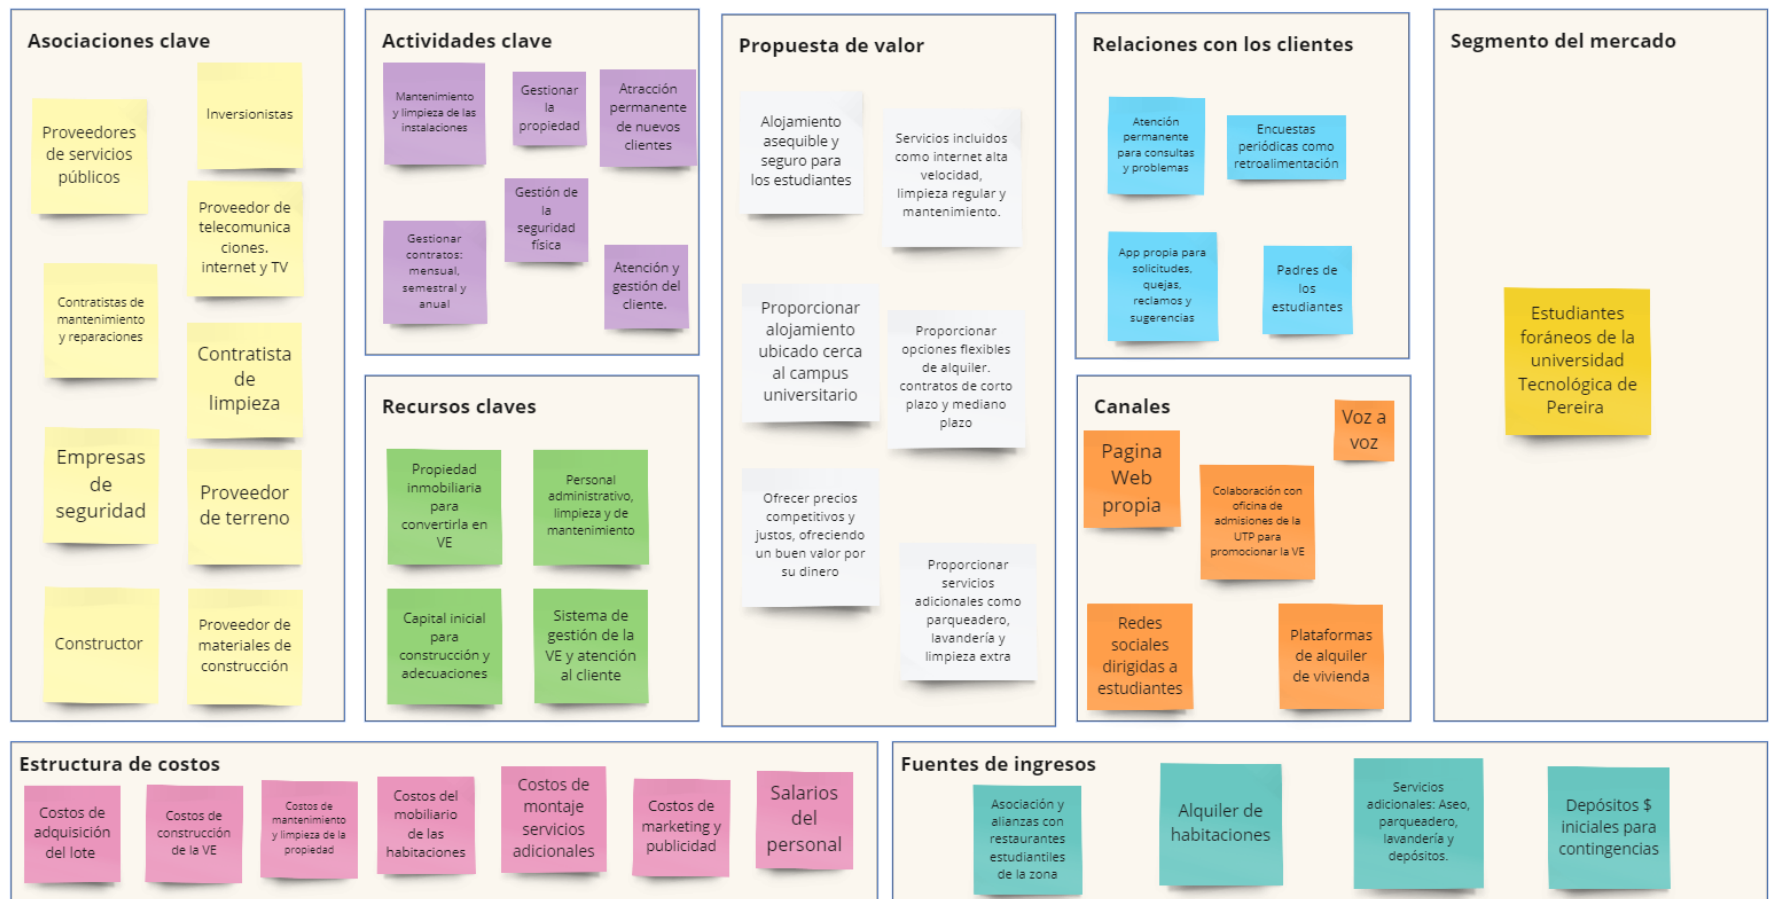 Asociaciones clave
Proveedores
de servicios
públicos
Inversionistas
Proveedor de
telecomunica
ciones.
internet y TV
Contratistas de
mantenimiento
y reparaciones
Contratista
de
limpieza
Empresas
de
seguridad
Proveedor
de terreno
Constructor
Proveedor de
materiales de
construcción
Actividades clave
Mantenimiento
y limpieza de las
instalaciones
Gestionar
la
propiedad
Atracción
permanente
de nuevos
clientes
Gestión de
la
seguridad
física
Gestionar
contratos:
mensual,
semestral y
anual
Atención y
gestión del
cliente.
Recursos claves
Propiedad
inmobiliaria
para
convertirla en
VE
Personal
administrativo,
limpieza y de
mantenimiento
Capital inicial
para
construcción y
adecuaciones
Sistema de
gestión de la
VE y atención
al cliente
Propuesta de valor
Alojamiento
asequible y
seguro para
los estudiantes
Servicios incluidos
como internet alta
velocidad,
limpieza regular y
mantenimiento.
Proporcionar
alojamiento
ubicado cerca
al campus
universitario
Proporcionar
opciones flexibles
de alquiler.
contratos de corto
plazo y mediano
plazo
Ofrecer precios
competitivos y
justos, ofreciendo
un buen valor por
su dinero
Proporcionar
servicios
adicionales como
parqueadero,
lavandería y
limpieza extra
Relaciones con los clientes
Atención
permanente
para consultas
y problemas
Encuestas
periódicas como
retroalimentación
App propia para
solicitudes,
quejas,
reclamos y
sugerencias
Padres de
los
estudiantes
Canales
Pagina
Web
propia
Voz a
voz
Colaboración con
oficina de
admisiones de la
UTP para
promocionar la VE
Redes
sociales
dirigidas a
estudiantes
Plataformas
de alquiler
de vivienda
Segmento del mercado
Estudiantes
foráneos de la
universidad
Tecnológica de
Pereira
Estructura de costos
Costos de
adquisición
del lote
Costos de
construcción
de la VE
Costos de
mantenimiento
y limpieza de la
propiedad
Costos del
mobiliario
de las
habitaciones
Costos de
montaje
servicios
adicionales
Costos de
marketing y
publicidad
Salarios
del
personal
Fuentes de ingresos
Asociación y
alianzas con
restaurantes
estudiantiles
de la zona
Alquiler de
habitaciones
Servicios
adicionales: Aseo,
parqueadero,
lavandería y
depósitos.
Depósitos $
iniciales para
contingencias